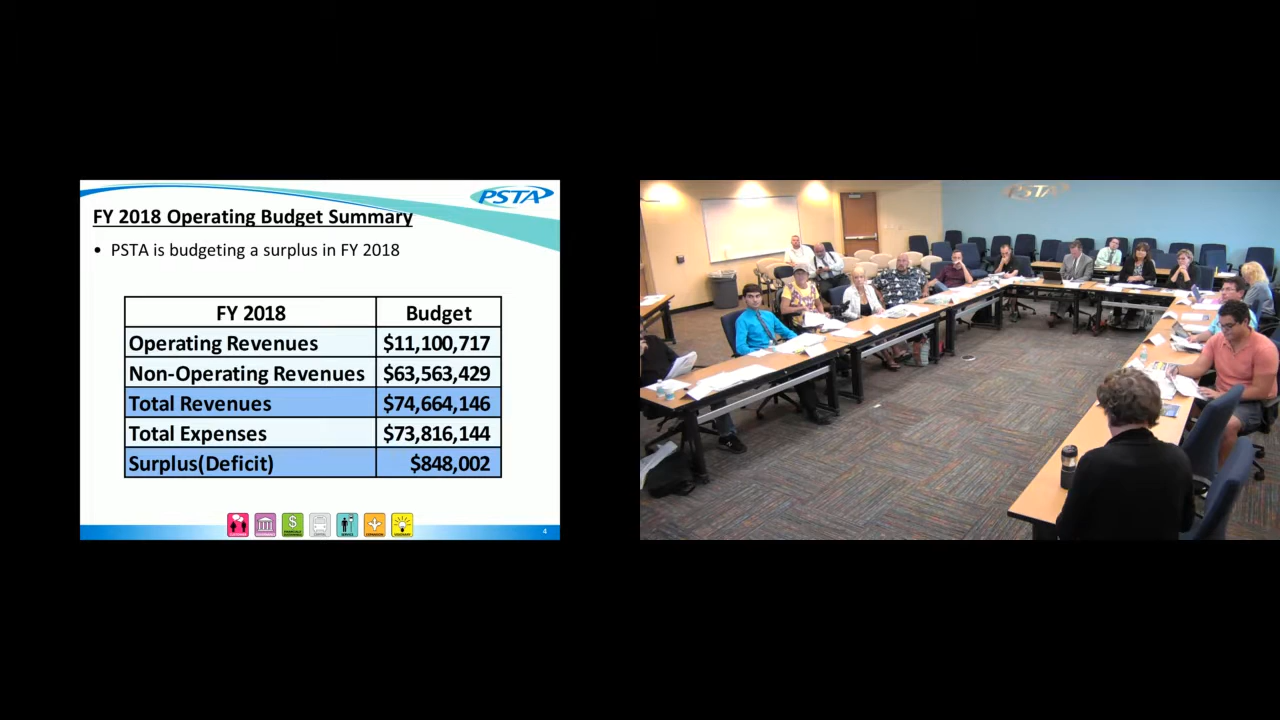 PSTA
FY 2018 Operating Budget Summary
• PSTA is budgeting a surplus in FY 2018
FY 2018 Budget
Operating Revenues $11,100,717
Non-Operating Revenues $63,563,429
Total Revenues $74,664,146
Total Expenses $73,816,144
Surplus(Deficit) $848,002
4
PSTA